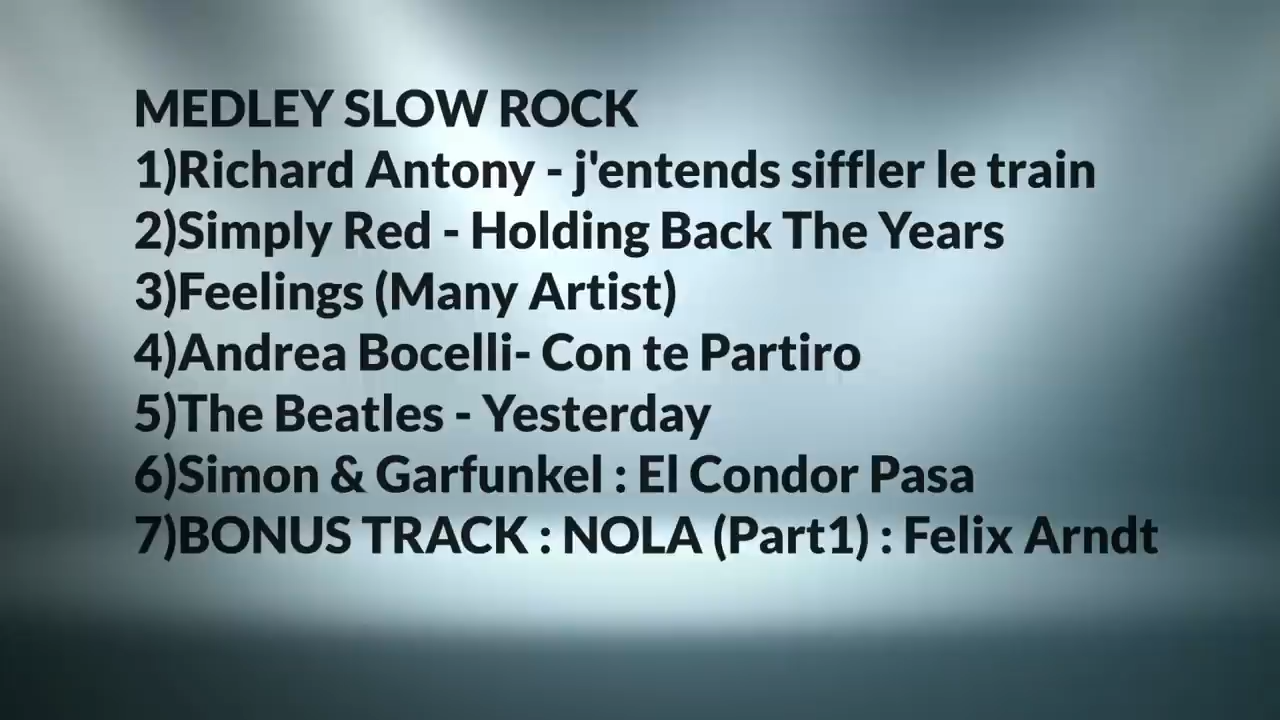 MEDLEY SLOW ROCK
1)Richard Antony - j'entends siffler le train
2)Simply Red - Holding Back The Years
3)Feelings (Many Artist)
4)Andrea Bocelli- Con te Partiro
5)The Beatles - Yesterday
6)Simon & Garfunkel : El Condor Pasa
7)BONUS TRACK : NOLA (Part1) : Felix Arndt